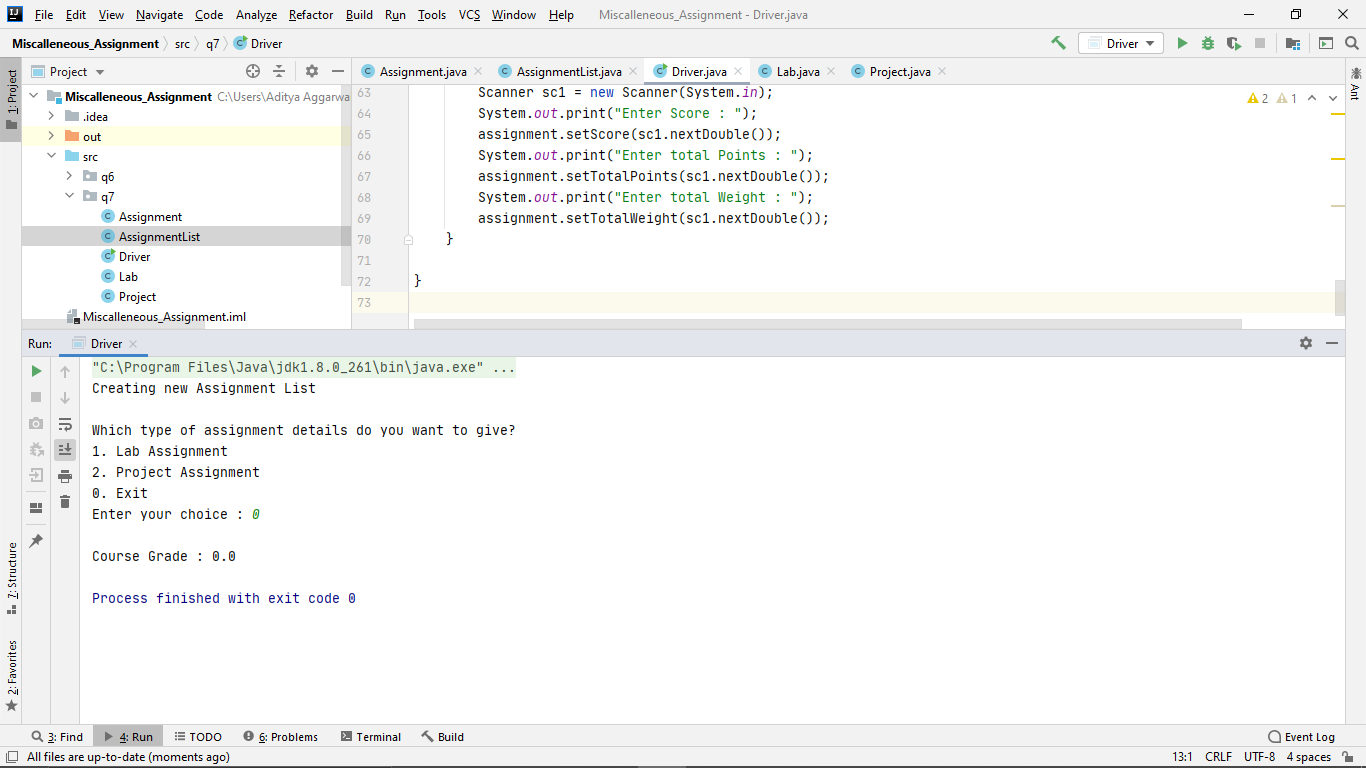 File Edit View Navigate Code Analyze Refactor Build Run Tools VCS Window Help Miscalleneous_Assignment - Driver.java
Miscalleneous_Assignment src q7 Driver
Driver
1: Project
Project
Miscalleneous_Assignment C:\Users\Aditya Aggarwa
.idea
out
src
q6
q7
Assignment
AssignmentList
Driver
Lab
Project
Miscalleneous_Assignment.iml
Assignment.java AssignmentList.java Driver.java Lab.java Project.java
2 1
Ant
63 Scanner sc1 = new Scanner(System.in);
64 System.out.print("Enter Score : ");
65 assignment.setScore(sc1.nextDouble());
66 System.out.print("Enter total Points : ");
67 assignment.setTotalPoints(sc1.nextDouble());
68 System.out.print("Enter total Weight : ");
69 assignment.setTotalWeight(sc1.nextDouble());
70 }
71
72 }
73
Run: Driver
"C:\Program Files\Java\jdk1.8.0_261\bin\java.exe" ...
Creating new Assignment List
Which type of assignment details do you want to give?
1. Lab Assignment
2. Project Assignment
0. Exit
Enter your choice : 0
Course Grade : 0.0
Process finished with exit code 0
7: Structure
2: Favorites
3: Find 4: Run TODO 6: Problems Terminal Build Event Log
All files are up-to-date (moments ago) 13:1 CRLF UTF-8 4 spaces